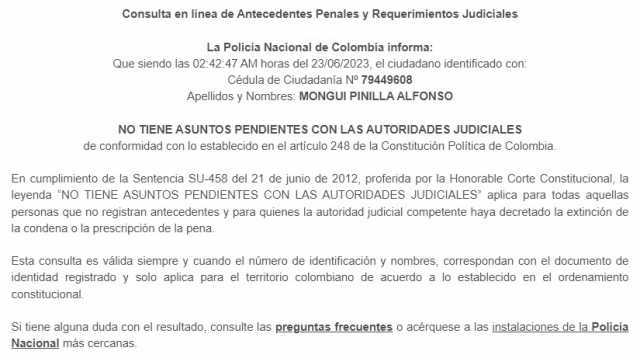 Consulta en línea de Antecedentes Penales y Requerimientos Judiciales
La Policía Nacional de Colombia informa:
Que siendo las 02:42:47 AM horas del 23/06/2023, el ciudadano identificado con:
Cédula de Ciudadanía Nº 79449608
Apellidos y Nombres: MONGUI PINILLA ALFONSO
NO TIENE ASUNTOS PENDIENTES CON LAS AUTORIDADES JUDICIALES
de conformidad con lo establecido en el artículo 248 de la Constitución Política de Colombia.
En cumplimiento de la Sentencia SU-458 del 21 de junio de 2012, proferida por la Honorable Corte Constitucional, la
leyenda “NO TIENE ASUNTOS PENDIENTES CON LAS AUTORIDADES JUDICIALES” aplica para todas aquellas
personas que no registran antecedentes y para quienes la autoridad judicial competente haya decretado la extinción de
la condena o la prescripción de la pena.
Esta consulta es válida siempre y cuando el número de identificación y nombres, correspondan con el documento de
identidad registrado y solo aplica para el territorio colombiano de acuerdo a lo establecido en el ordenamiento
constitucional.
Si tiene alguna duda con el resultado, consulte las preguntas frecuentes o acérquese a las instalaciones de la Policía
Nacional más cercanas.